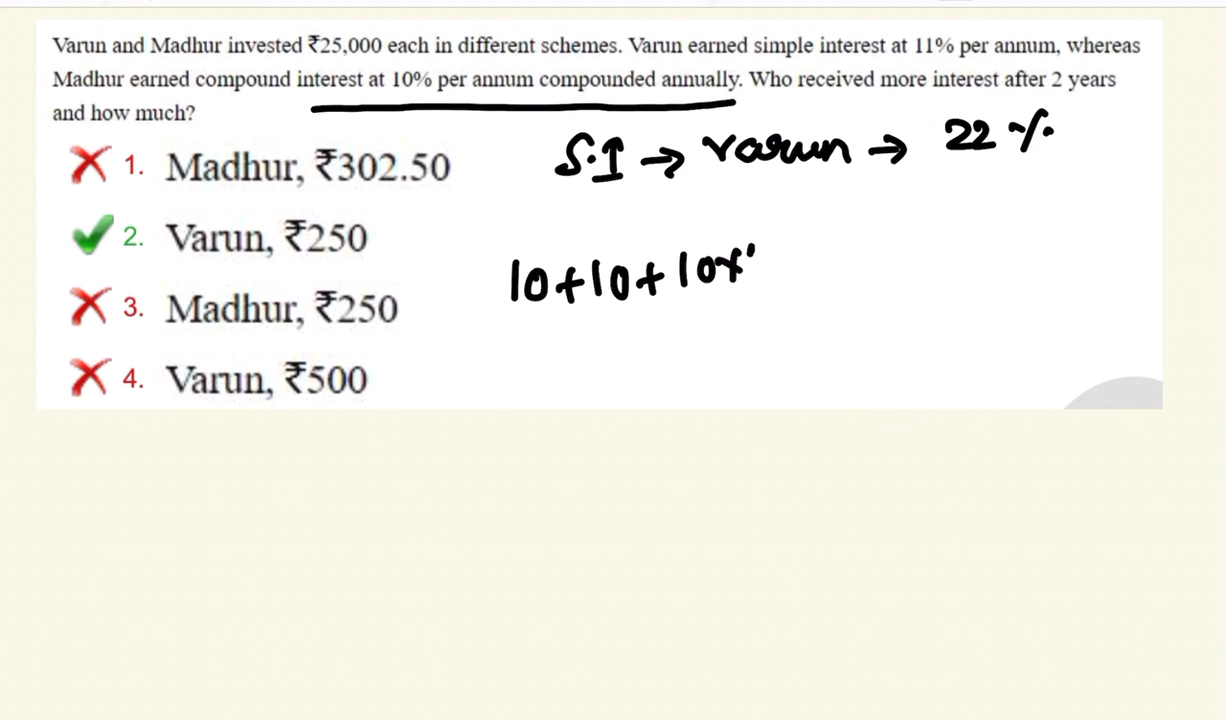 Varun and Madhur invested ₹25,000 each in different schemes. Varun earned simple interest at 11% per annum, whereas
Madhur earned compound interest at 10% per annum compounded annually. Who received more interest after 2 years
and how much?
S.I → varun → 22 %
1. Madhur, ₹302.50
2. Varun, ₹250
10+10+10×'
3. Madhur, ₹250
4. Varun, ₹500